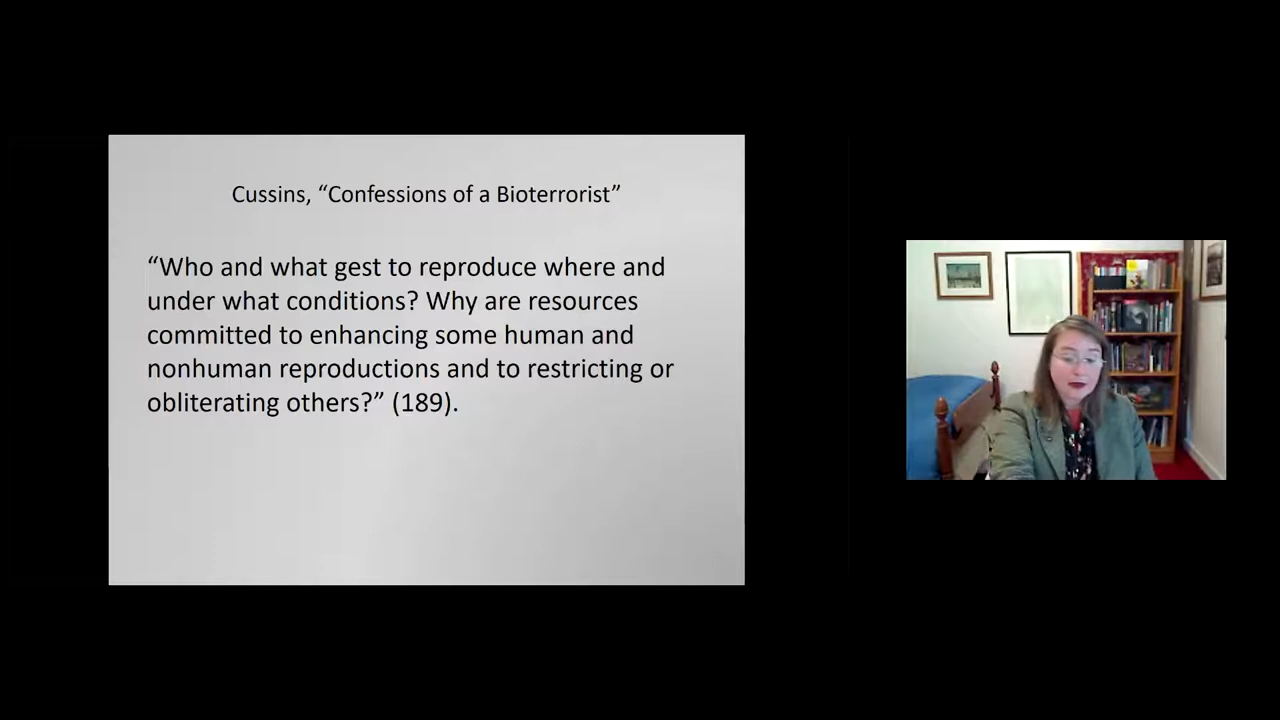 Cussins, “Confessions of a Bioterrorist”
“Who and what gest to reproduce where and
under what conditions? Why are resources
committed to enhancing some human and
nonhuman reproductions and to restricting or
obliterating others?” (189).